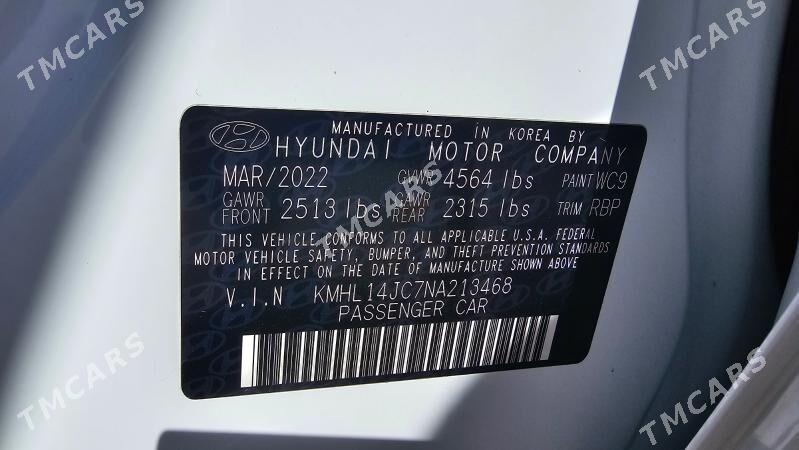 TMCARS
TMCARS
MANUFACTURED IN KOREA BY
HYUNDAI MOTOR COMPANY
MAR/2022 GVWR 4564 lbs PAINT WC9
GAWR FRONT 2513 lbs GAWR REAR 2315 lbs TRIM RBP
TMCARS
THIS VEHICLE CONFORMS TO ALL APPLICABLE U.S.A. FEDERAL
MOTOR VEHICLE SAFETY, BUMPER, AND THEFT PREVENTION STANDARDS
IN EFFECT ON THE DATE OF MANUFACTURE SHOWN ABOVE
V.I.N KMHL14JC7NA213468
PASSENGER CAR
TMCARS
TMCARS